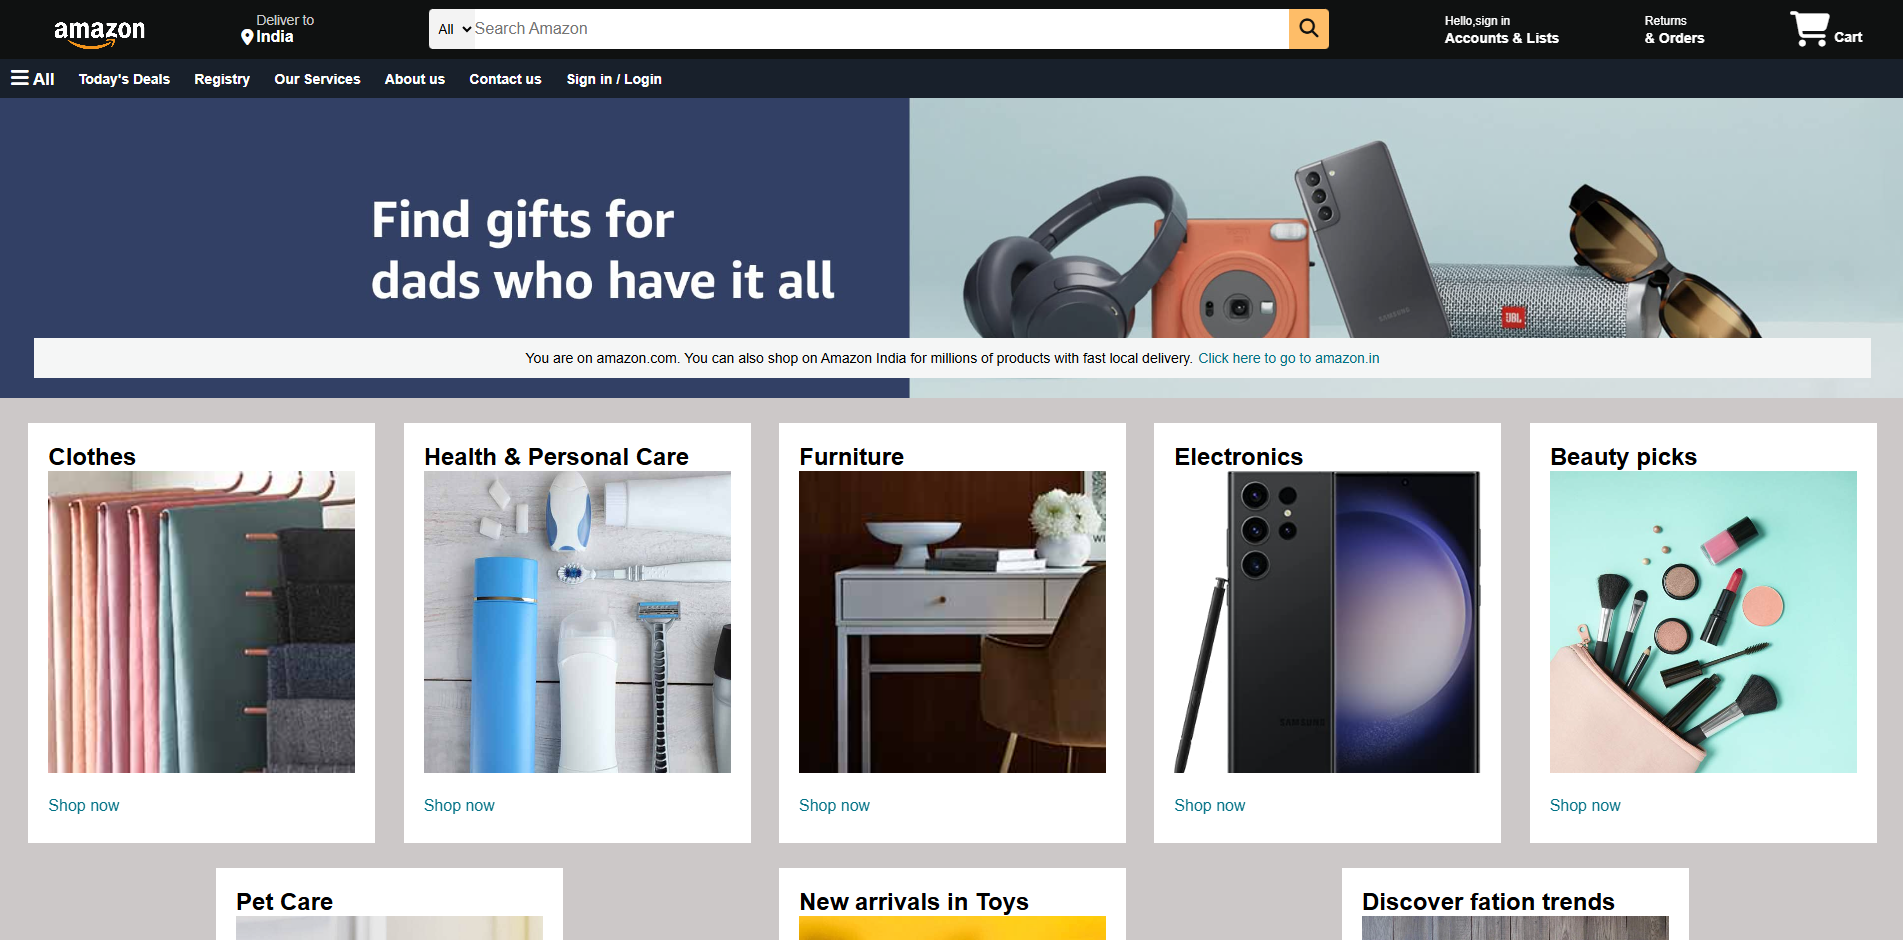 amazon
Deliver to
India
All
Search Amazon
Hello,sign in
Accounts & Lists
Returns
& Orders
Cart
All
Today's Deals
Registry
Our Services
About us
Contact us
Sign in / Login
Find gifts for
dads who have it all
SAMSUNG
JBL
You are on amazon.com. You can also shop on Amazon India for millions of products with fast local delivery. Click here to go to amazon.in
Clothes
Health & Personal Care
Furniture
Electronics
Beauty picks
WI
SAMSUNG
Shop now
Shop now
Shop now
Shop now
Shop now
Pet Care
New arrivals in Toys
Discover fation trends